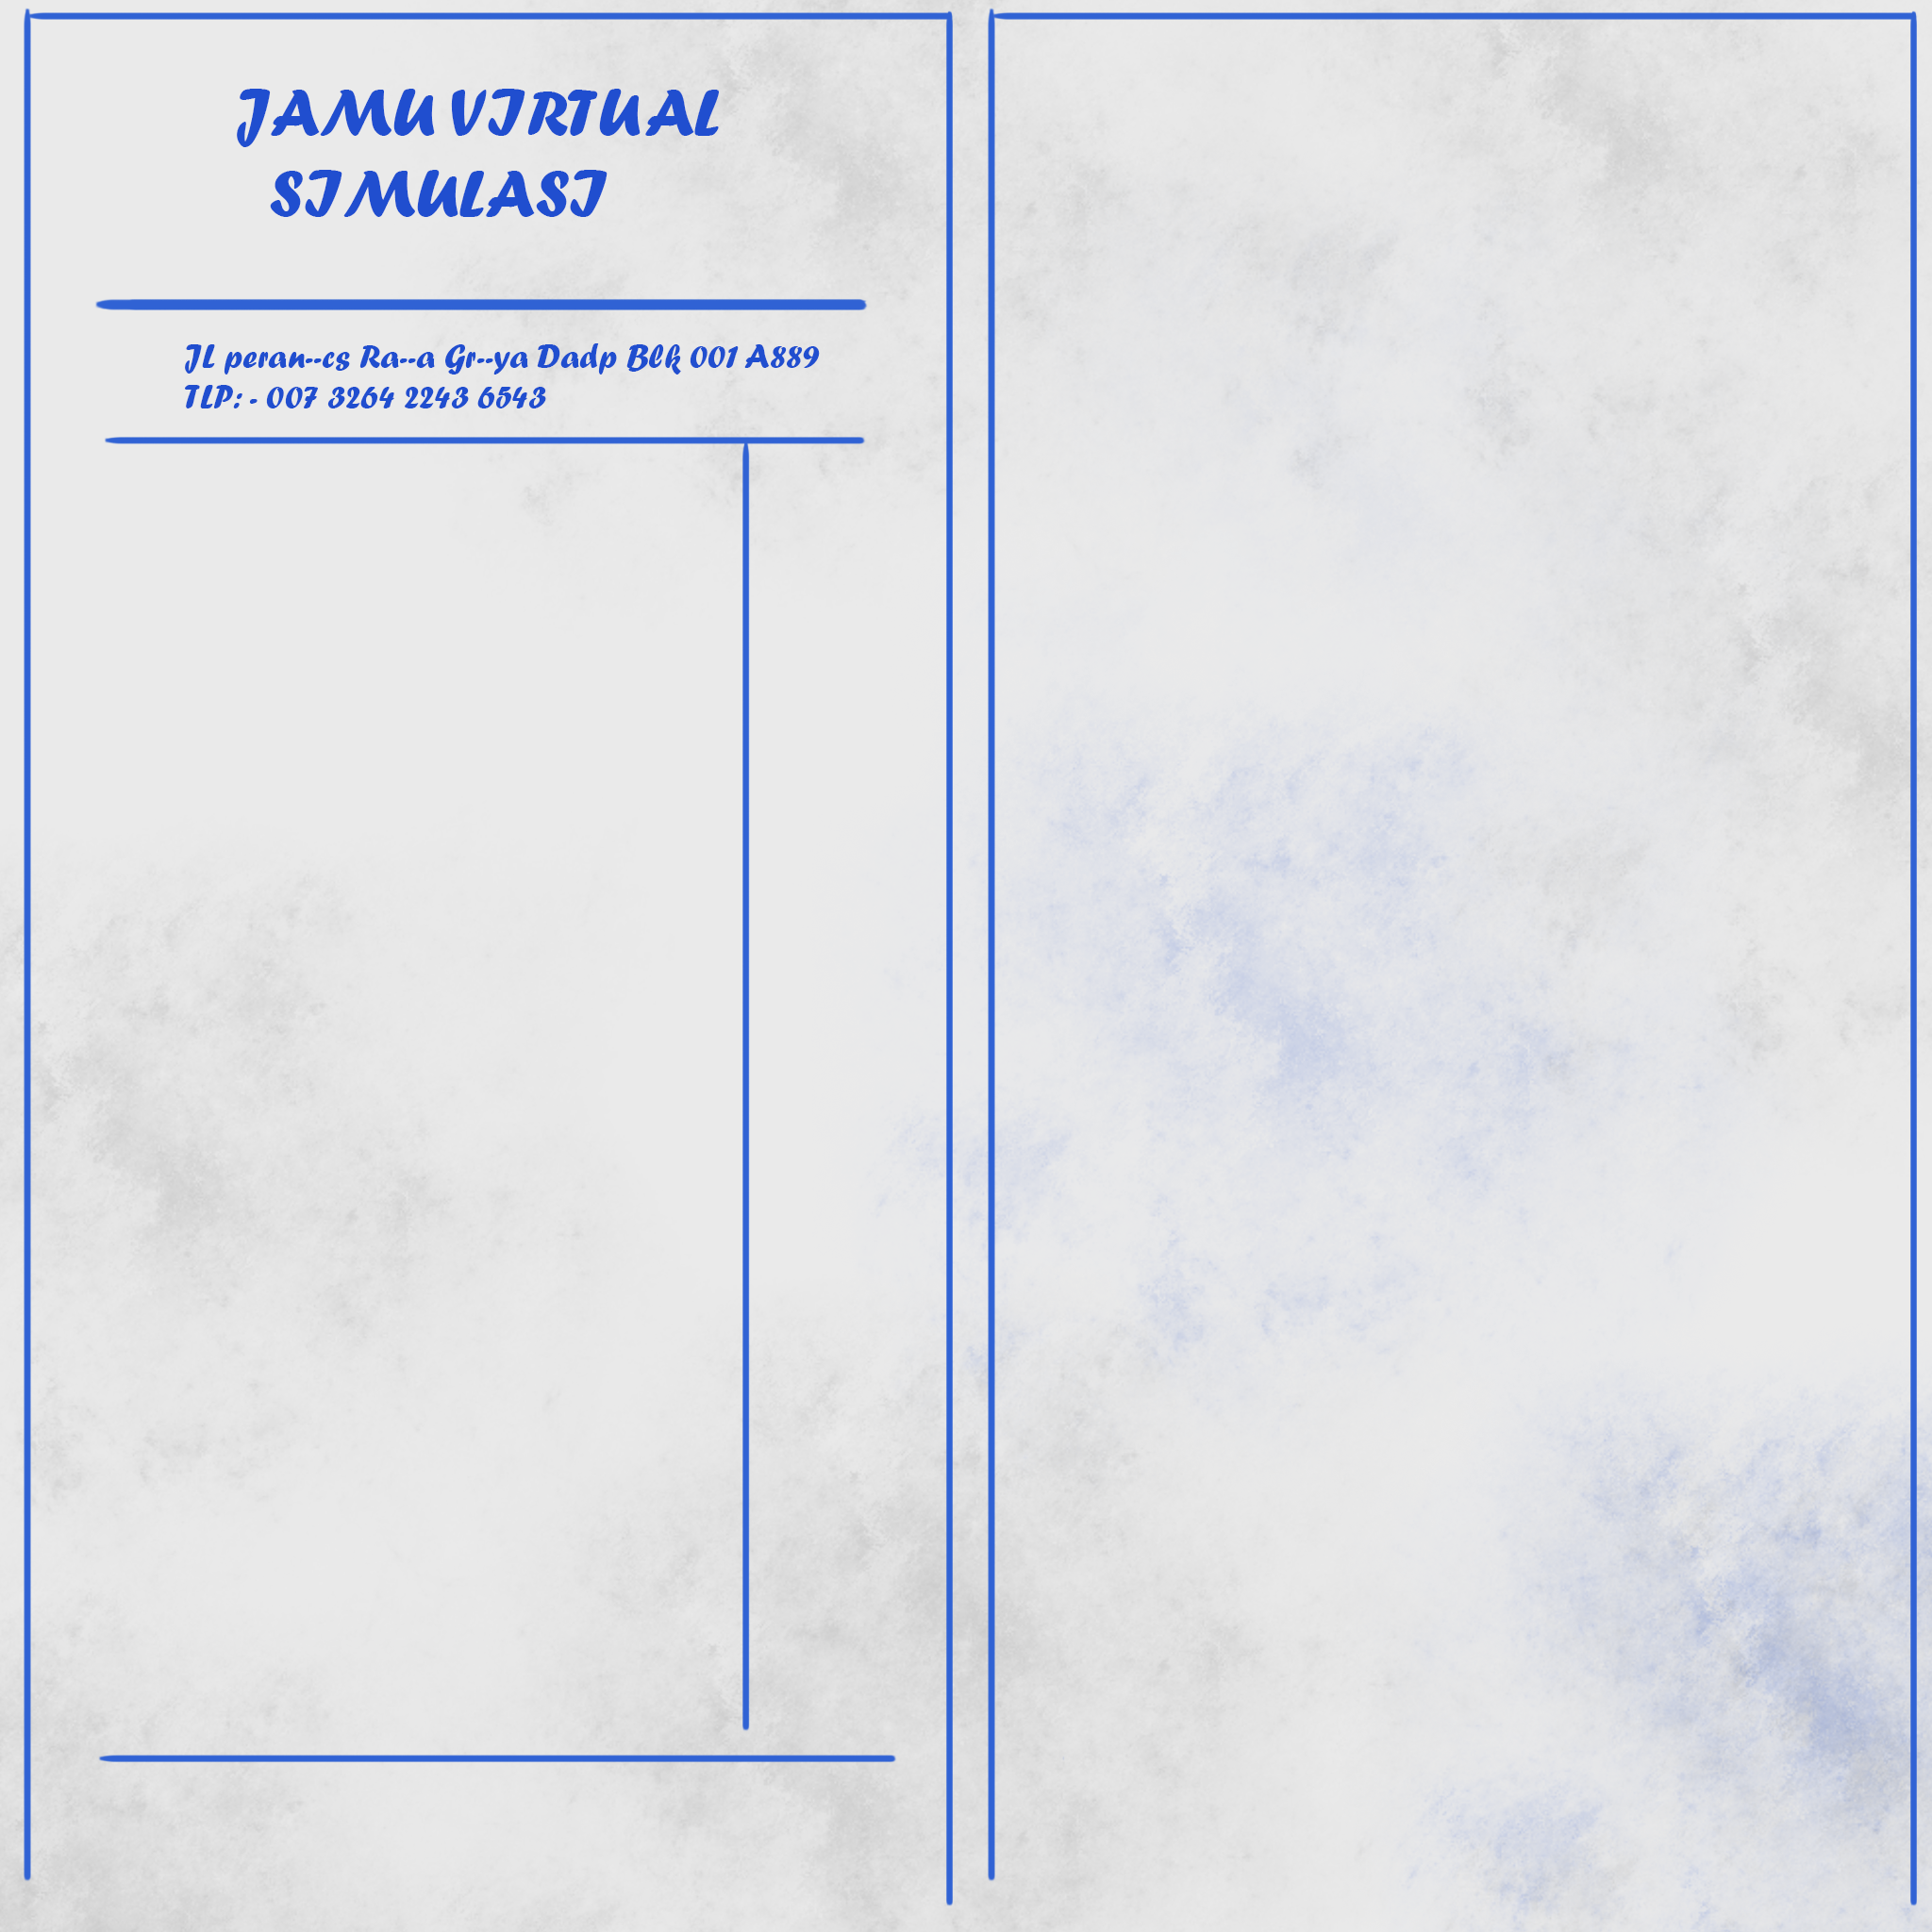 JAMU VIRTUAL
SIMULASI
JL peran--cs Ra--a Gr--ya Dadp Blk 001 A889
TLP: - 007 3264 2243 6543